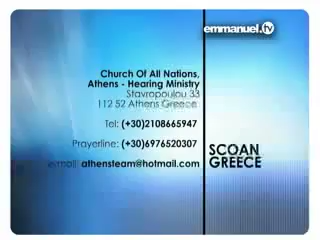 emmanuel.tv
Church Of All Nations,
Athens - Hearing Ministry
Stavropoulou 33
112 52 Athens Greece
Tel: (+30)2108665947
Prayerline: (+30)6976520307
e-mail: athensteam@hotmail.com
SCOAN
GREECE